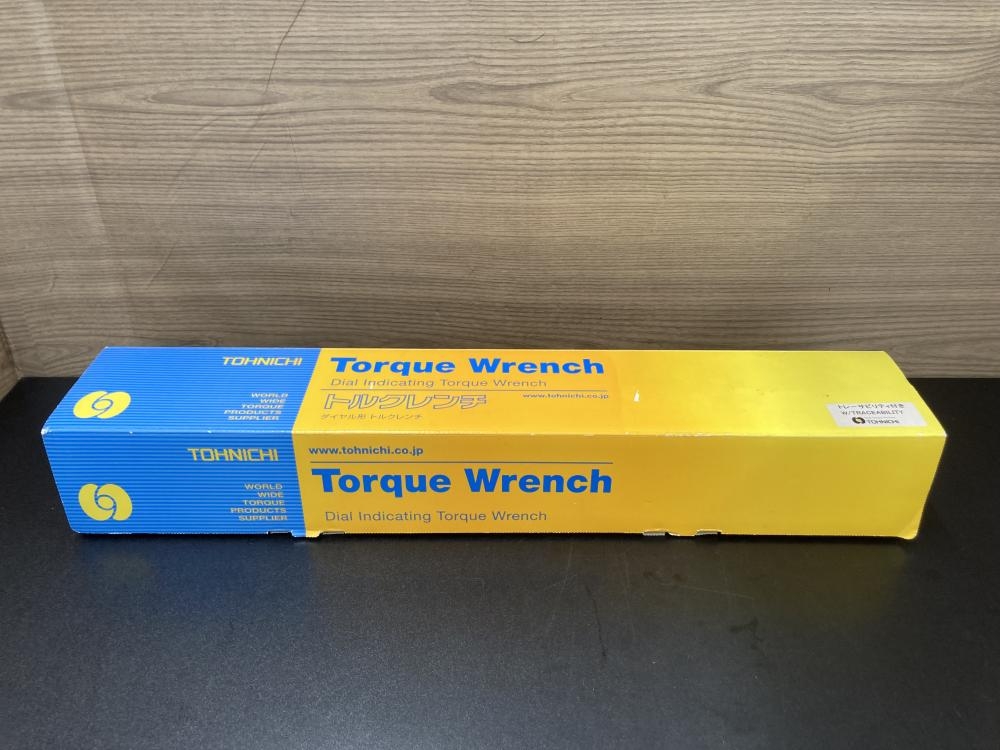 TOHNICHI
WORLD
WIDE
TORQUE
PRODUCTS
SUPPLIER
Torque Wrench
Dial Indicating Torque Wrench
www.tohnichi.co.jp
トルクレンチ
ダイヤル形 トルクレンチ
トレーサビリティ付き
W/TRACEABILITY
TOHNICHI
TOHNICHI
WORLD
WIDE
TORQUE
PRODUCTS
SUPPLIER
www.tohnichi.co.jp
Torque Wrench
Dial Indicating Torque Wrench